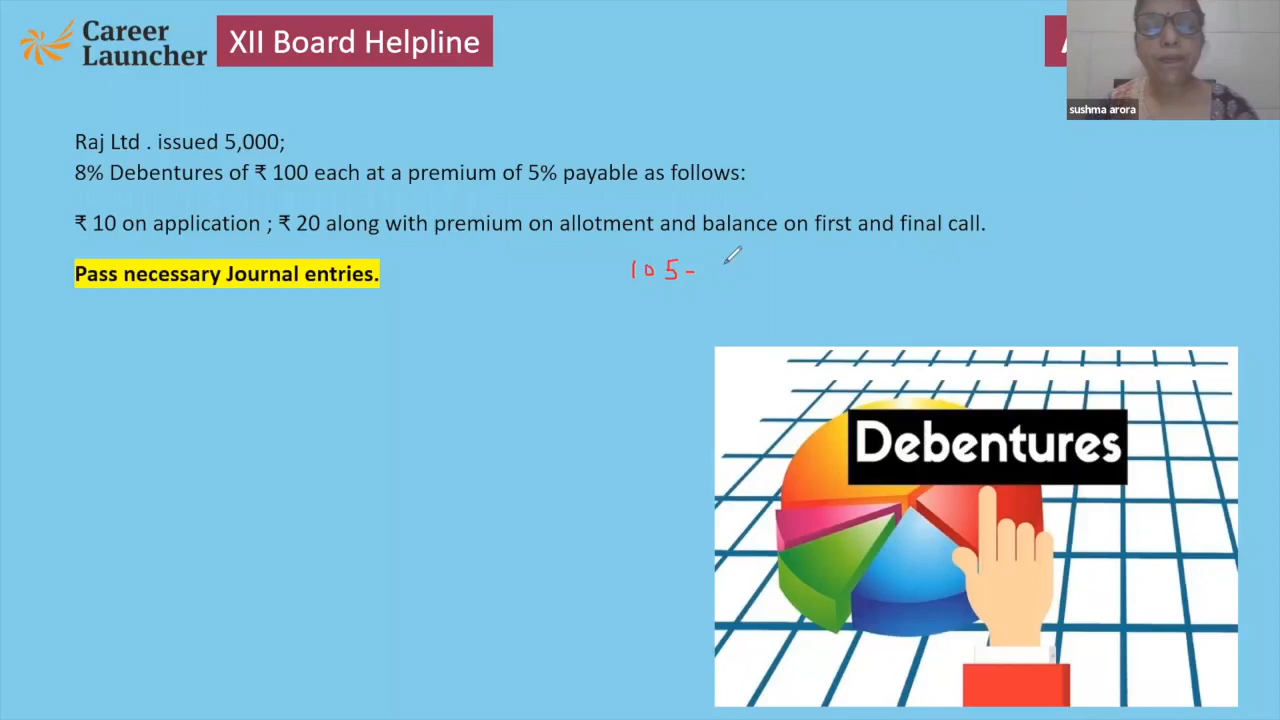 Career
Launcher
XII Board Helpline
A
sushma arora
Raj Ltd . issued 5,000;
8% Debentures of ₹ 100 each at a premium of 5% payable as follows:
₹ 10 on application ; ₹ 20 along with premium on allotment and balance on first and final call.
Pass necessary Journal entries.
105-
Debentures